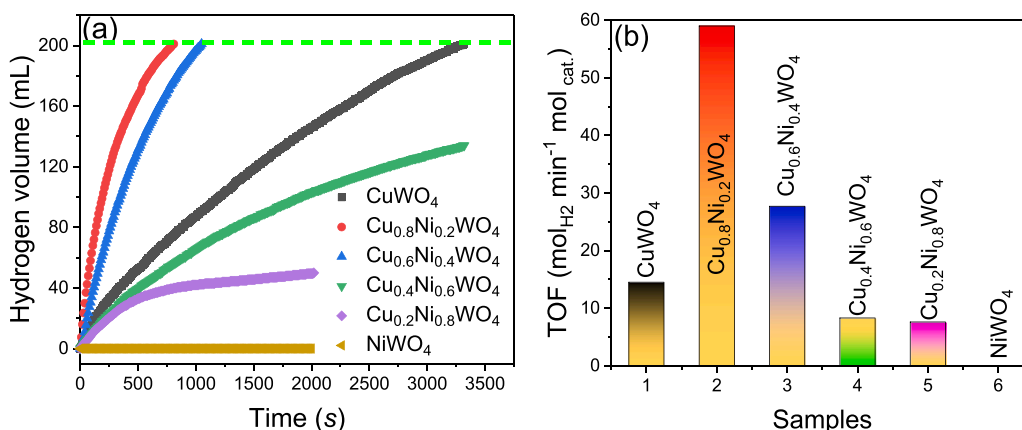 (a)
Hydrogen volume (mL)
200
160
120
80
40
0
CuWO4
Cu0.8Ni0.2WO4
Cu0.6Ni0.4WO4
Cu0.4Ni0.6WO4
Cu0.2Ni0.8WO4
NiWO4
0 500 1000 1500 2000 2500 3000 3500
Time (s)
(b)
TOF (molH2 min-1 molcat.)
60
50
40
30
20
10
0
CuWO4
Cu0.8Ni0.2WO4
Cu0.6Ni0.4WO4
Cu0.4Ni0.6WO4
Cu0.2Ni0.8WO4
NiWO4
1 2 3 4 5 6
Samples